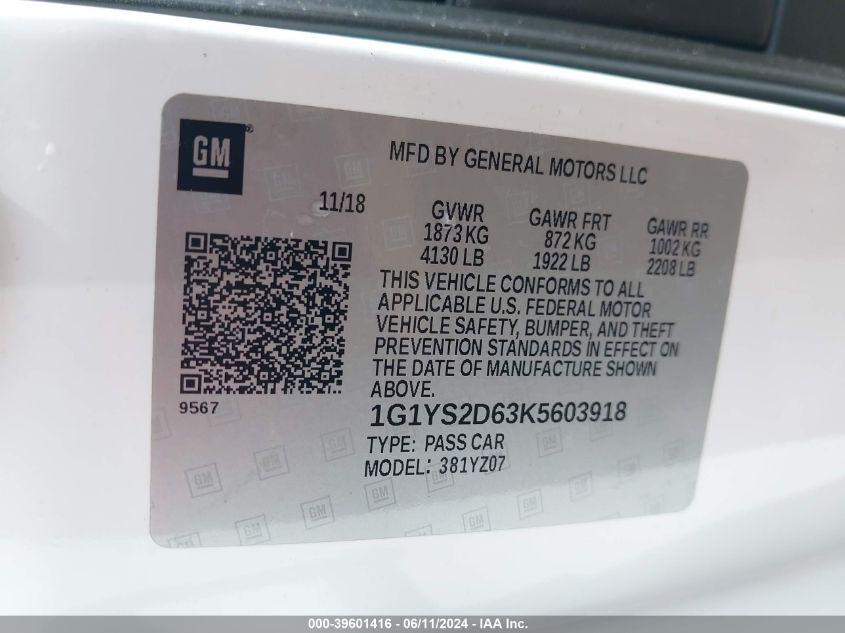 GM
®
MFD BY GENERAL MOTORS LLC
11/18
GVWR GAWR FRT GAWR RR
1873 KG 872 KG 1002 KG
4130 LB 1922 LB 2208 LB
THIS VEHICLE CONFORMS TO ALL
APPLICABLE U.S. FEDERAL MOTOR
VEHICLE SAFETY, BUMPER, AND THEFT
PREVENTION STANDARDS IN EFFECT ON
THE DATE OF MANUFACTURE SHOWN
ABOVE.
9567
1G1YS2D63K5603918
TYPE: PASS CAR
MODEL: 381YZ07
000-39601416 - 06/11/2024 - IAA Inc.